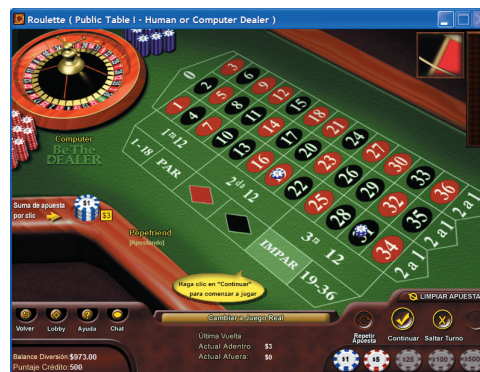 Roulette ( Public Table I - Human or Computer Dealer )
0
3 6 9 12 15 18 21 24 27 30 33 36
2 5 8 11 14 17 20 23 26 29 32 35
1 4 7 10 13 16 22 25 28 31 34
2 a 1 2 a 1 2 a 1
1ra 12 2da 12 3ra 12
1-18 PAR IMPAR 19-36
Computer
Be The
DEALER
Suma de apuesta
por clic
$1
$3
Pepefriend
[Apostando]
Haga clic en "Continuar"
para comenzar a jugar
LIMPIAR APUESTA
Cambiar a Juego Real
Volver Lobby Ayuda Chat
Repetir
Apuesta
Continuar Saltar Turno
Última Vuelta
Actual Adentro: $3
Actual Afuera: $0
Balance Diversión:$973.00
Puntaje Crédito:500
$1 $5 $25 $100 $500